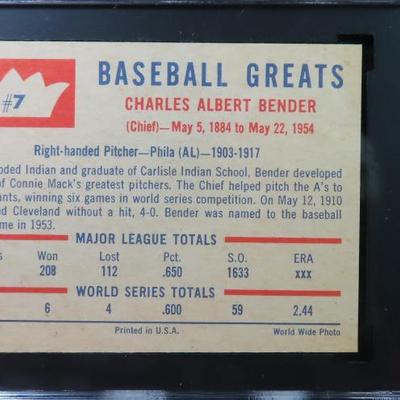 #7
BASEBALL GREATS
CHARLES ALBERT BENDER
(Chief)—May 5, 1884 to May 22, 1954
Right-handed Pitcher—Phila (AL)—1903-1917
oded Indian and graduate of Carlisle Indian School, Bender developed
of Connie Mack's greatest pitchers. The Chief helped pitch the A's to
ants, winning six games in world series competition. On May 12, 1910
ed Cleveland without a hit, 4-0. Bender was named to the baseball
me in 1953.
MAJOR LEAGUE TOTALS
s Won Lost Pct. S.O. ERA
208 112 .650 1633 xxx
WORLD SERIES TOTALS
6 4 .600 59 2.44
Printed in U.S.A. World Wide Photo